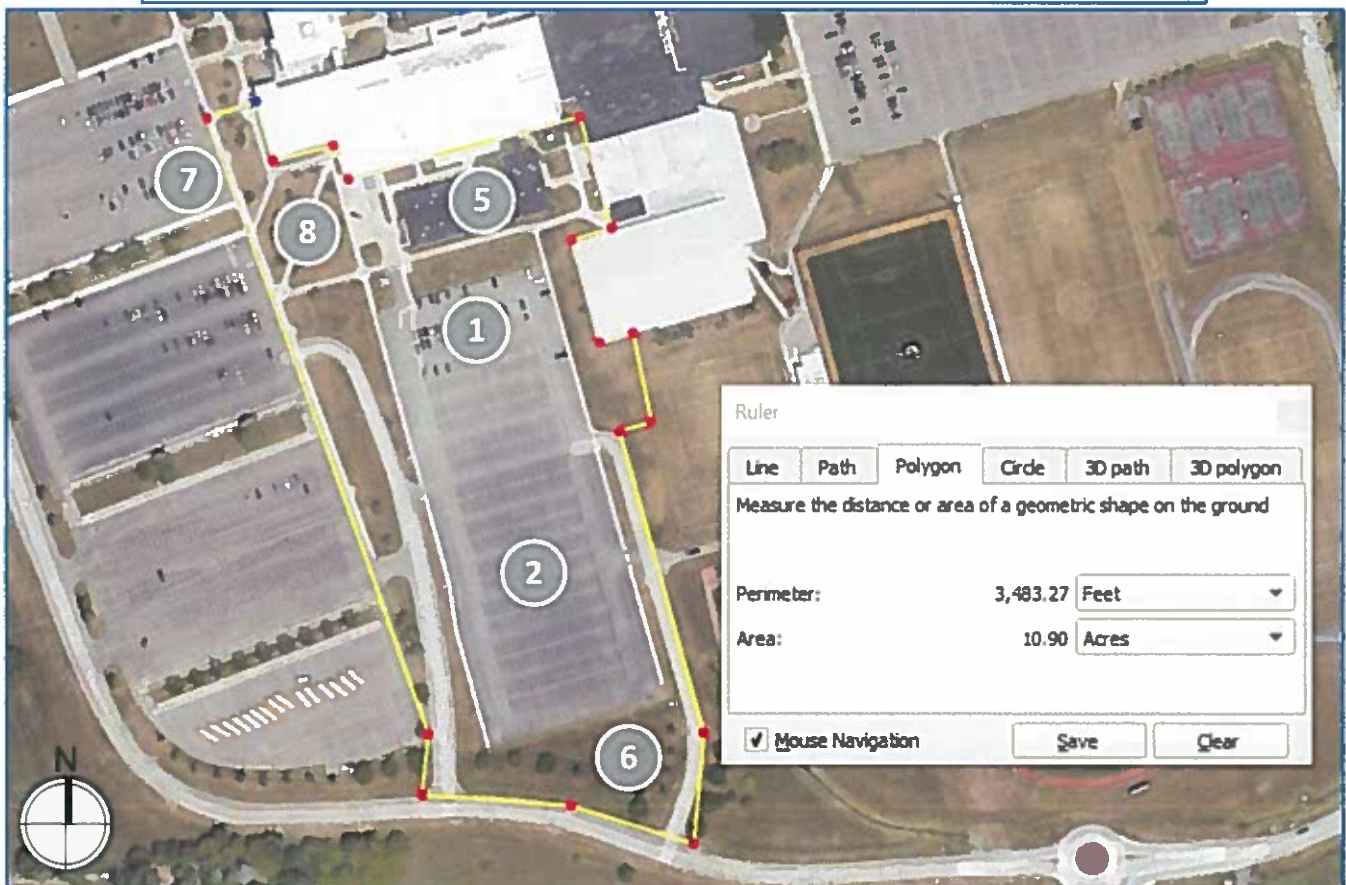 7
5
8
1
Ruler
Line Path Polygon Circle 3D path 3D polygon
Measure the distance or area of a geometric shape on the ground
2
Perimeter: 3,483.27 Feet
Area: 10.90 Acres
6
Mouse Navigation Save Clear
N